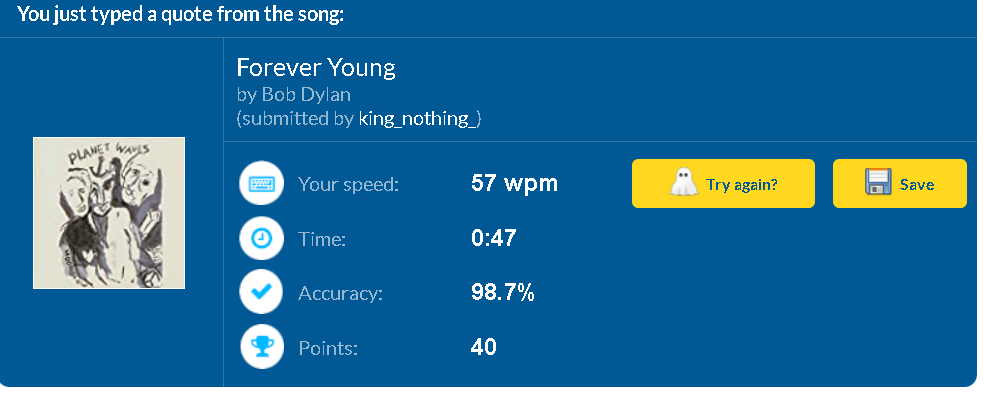 You just typed a quote from the song:
Forever Young
by Bob Dylan
(submitted by king_nothing_)
PLANET WAVES
Your speed: 57 wpm
Try again?
Save
Time: 0:47
Accuracy: 98.7%
Points: 40